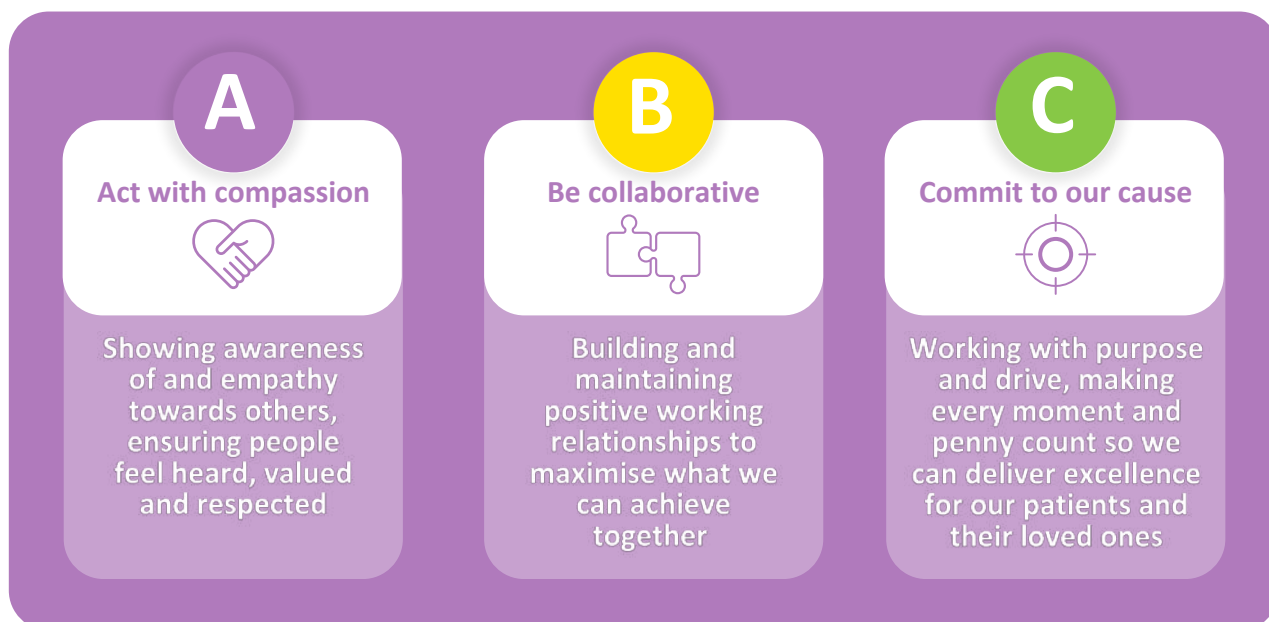 A
Act with compassion
Showing awareness
of and empathy
towards others,
ensuring people
feel heard, valued
and respected
B
Be collaborative
Building and
maintaining
positive working
relationships to
maximise what we
can achieve
together
C
Commit to our cause
Working with purpose
and drive, making
every moment and
penny count so we
can deliver excellence
for our patients and
their loved ones